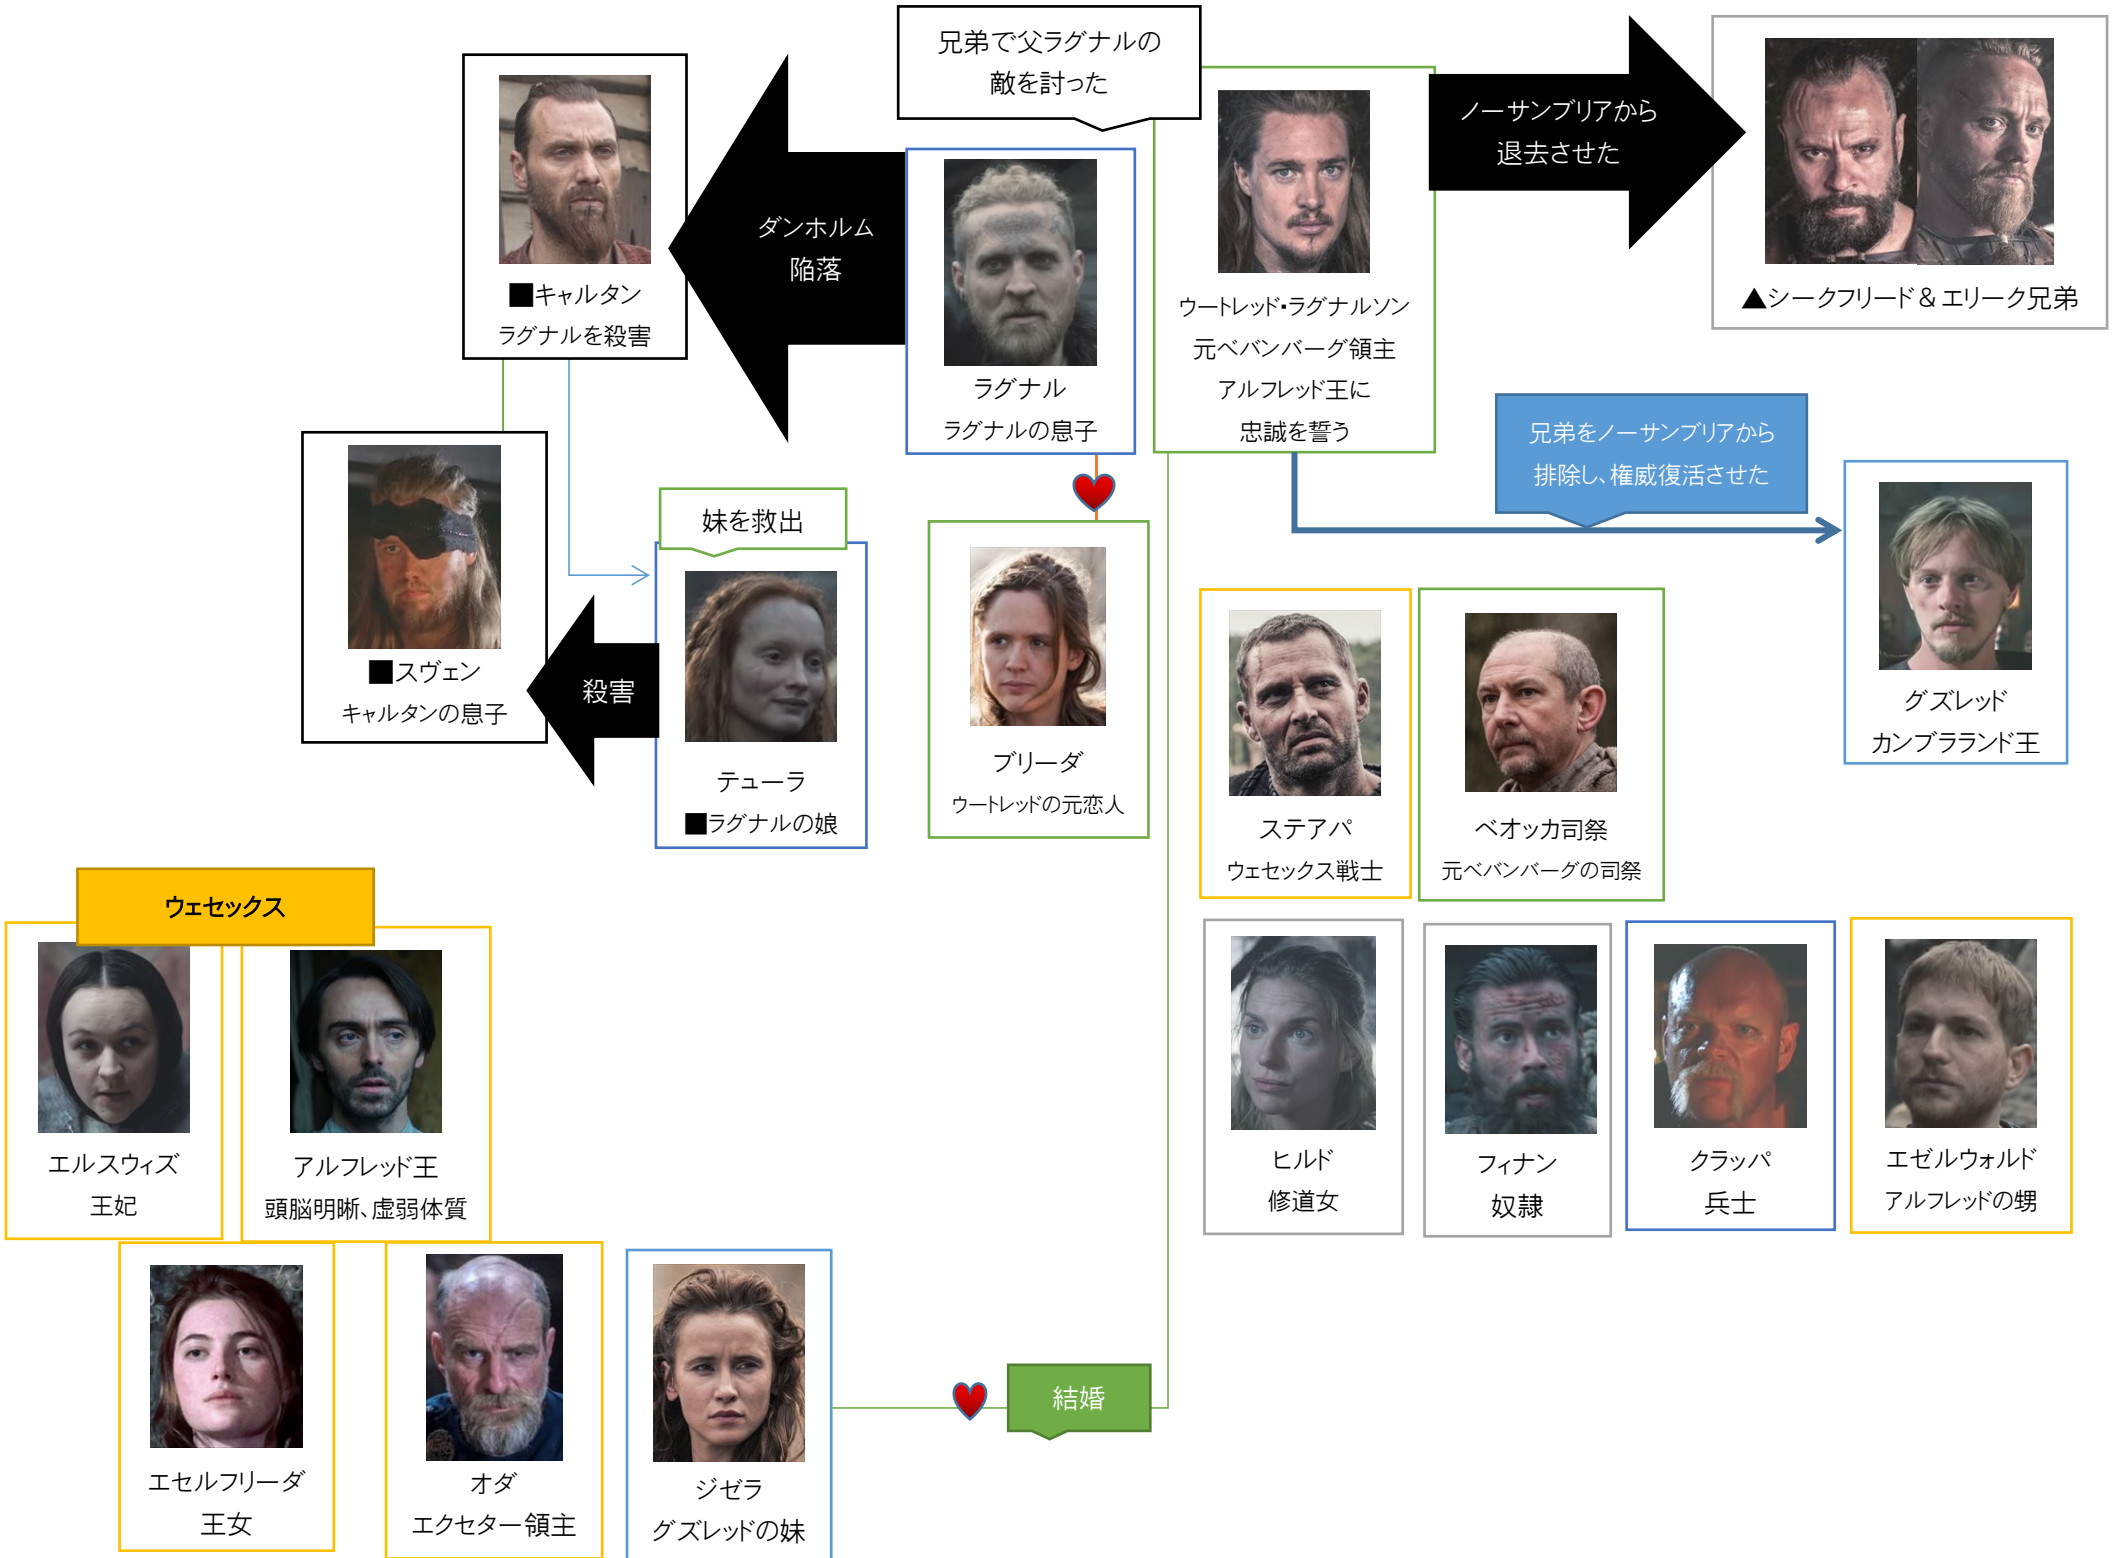 兄弟で父ラグナルの
敵を討った
ノーサンブリアから
退去させた
ダンホルム
陥落
■キャルタン
ラグナルを殺害
ラグナル
ラグナルの息子
ウートレッド・ラグナルソン
元ベバンバーグ領主
アルフレッド王に
忠誠を誓う
▲シークフリード&エリーク兄弟
兄弟をノーサンブリアから
排除し、権威復活させた
妹を救出
■スヴェン
キャルタンの息子
殺害
テューラ
■ラグナルの娘
ブリーダ
ウートレッドの元恋人
ステアパ
ウェセックス戦士
ベオッカ司祭
元ベバンバーグの司祭
グズレッド
カンブラランド王
ウェセックス
エルスウィズ
王妃
アルフレッド王
頭脳明晰、虚弱体質
ヒルド
修道女
フィナン
奴隷
クラッパ
兵士
エゼルウォルド
アルフレッドの甥
エセルフリーダ
王女
オダ
エクセター領主
ジゼラ
グズレッドの妹
結婚